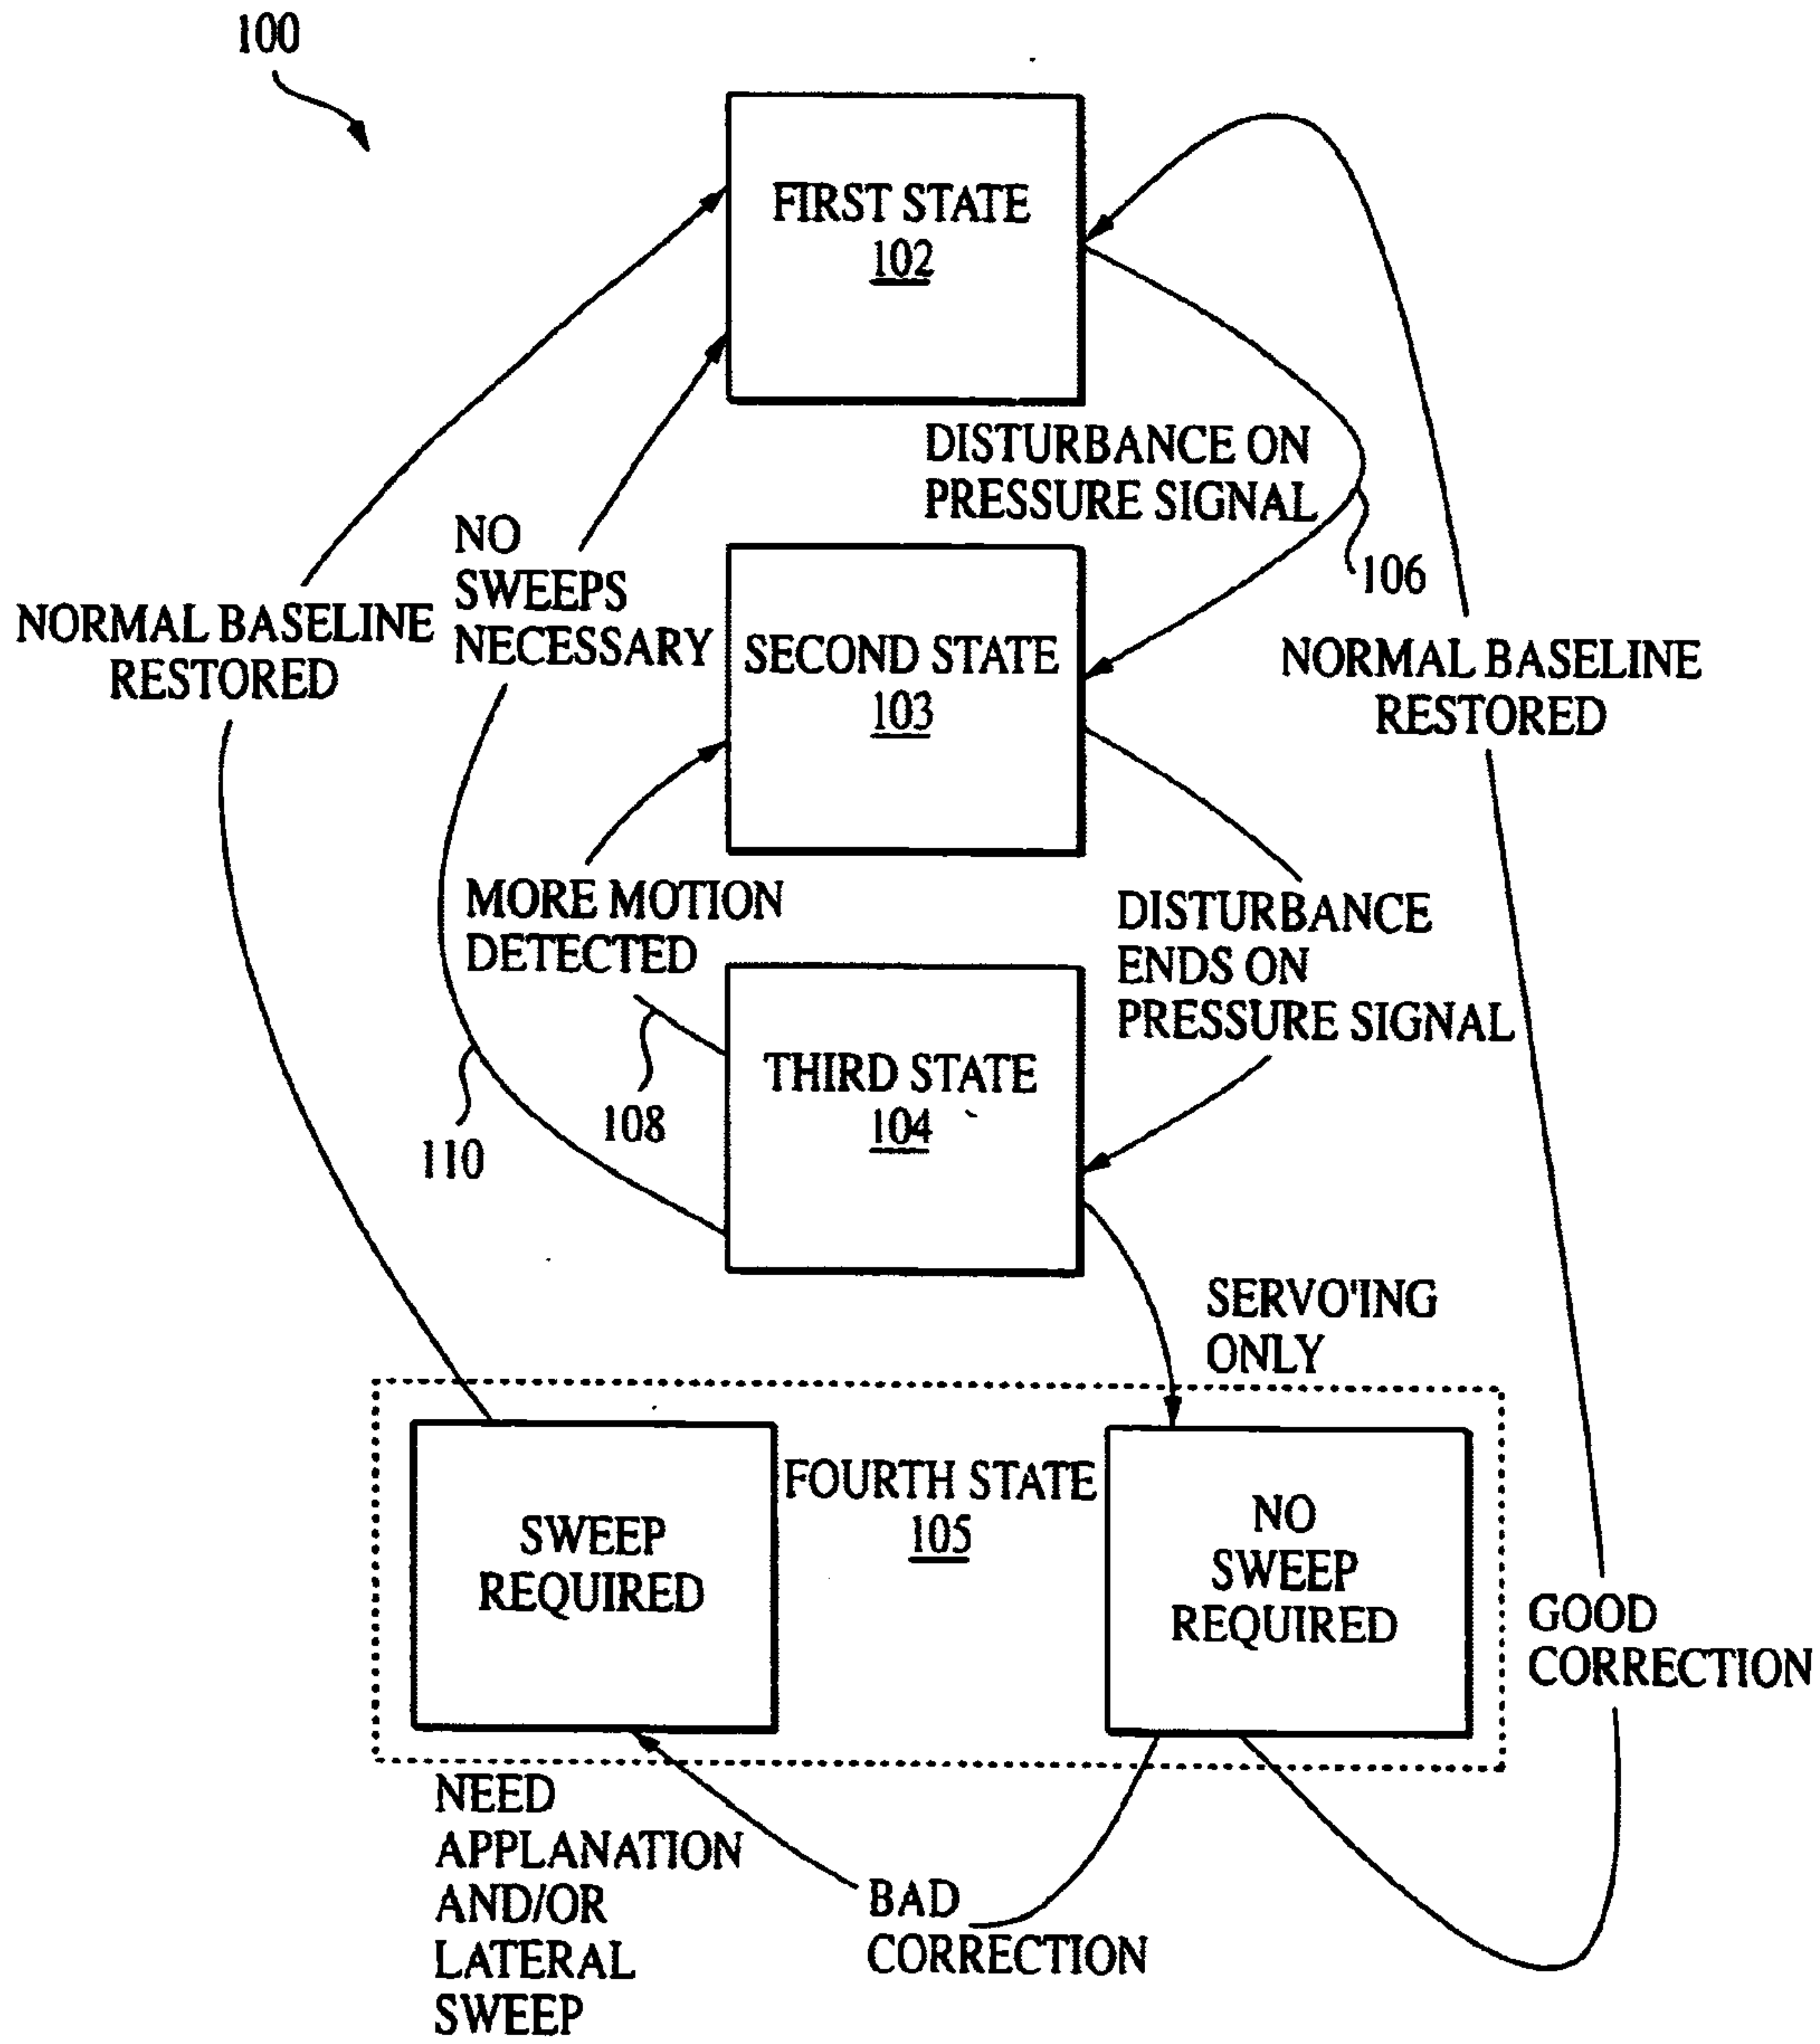 100
FIRST STATE
102
DISTURBANCE ON
PRESSURE SIGNAL
106
NO
SWEEPS
NECESSARY
NORMAL BASELINE
RESTORED
SECOND STATE
103
NORMAL BASELINE
RESTORED
MORE MOTION
DETECTED
DISTURBANCE
ENDS ON
PRESSURE SIGNAL
THIRD STATE
104
108
110
SERVO'ING
ONLY
FOURTH STATE
105
SWEEP
REQUIRED
NO
SWEEP
REQUIRED
GOOD
CORRECTION
NEED
APPLANATION
AND/OR
LATERAL
SWEEP
BAD
CORRECTION